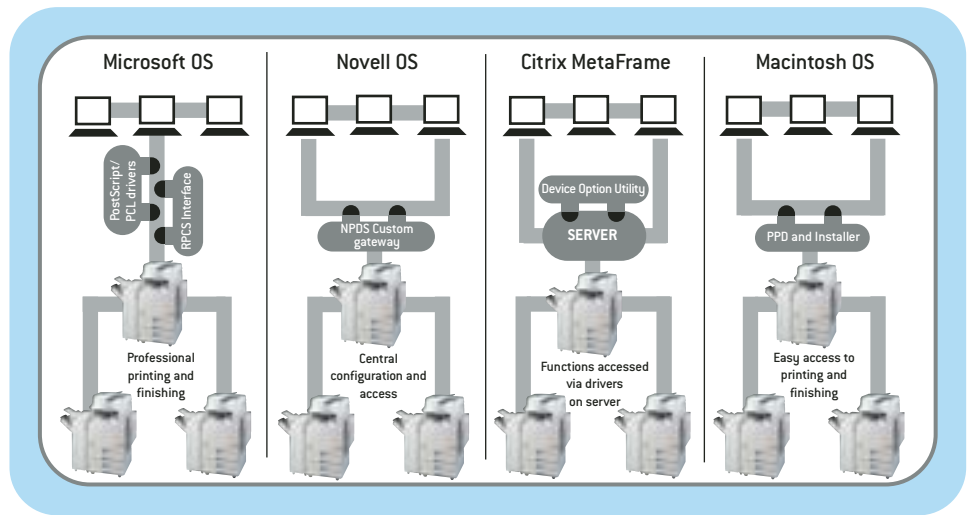 Microsoft OS
PostScript/
PCL drivers
RPCS Interface
Professional
printing and
finishing
Novell OS
NPDS Custom
gateway
Central
configuration and
access
Citrix MetaFrame
Device Option Utility
SERVER
Functions accessed
via drivers
on server
Macintosh OS
PPD and Installer
Easy access to
printing and
finishing